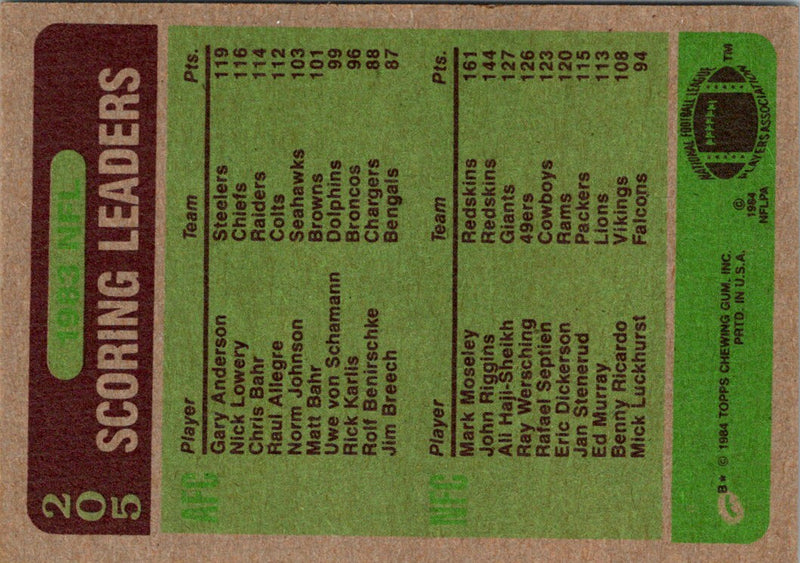 205
1983 NFL
SCORING LEADERS
AFC
Player Team Pts.
Gary Anderson Steelers 119
Nick Lowery Chiefs 116
Chris Bahr Raiders 114
Raul Allegre Colts 112
Norm Johnson Seahawks 103
Matt Bahr Browns 101
Uwe von Schamann Dolphins 99
Rick Karlis Broncos 96
Rolf Benirschke Chargers 88
Jim Breech Bengals 87
NFC
Player Team Pts.
Mark Moseley Redskins 161
John Riggins Redskins 144
Ali Haji-Sheikh Giants 127
Ray Wersching 49ers 126
Rafael Septien Cowboys 123
Eric Dickerson Rams 120
Jan Stenerud Packers 115
Ed Murray Lions 113
Benny Ricardo Vikings 108
Mick Luckhurst Falcons 94
B* © 1984 TOPPS CHEWING GUM, INC.
PRTD. IN U.S.A.
NATIONAL FOOTBALL LEAGUE
PLAYERS ASSOCIATION
TM
©
1984
NFLPA